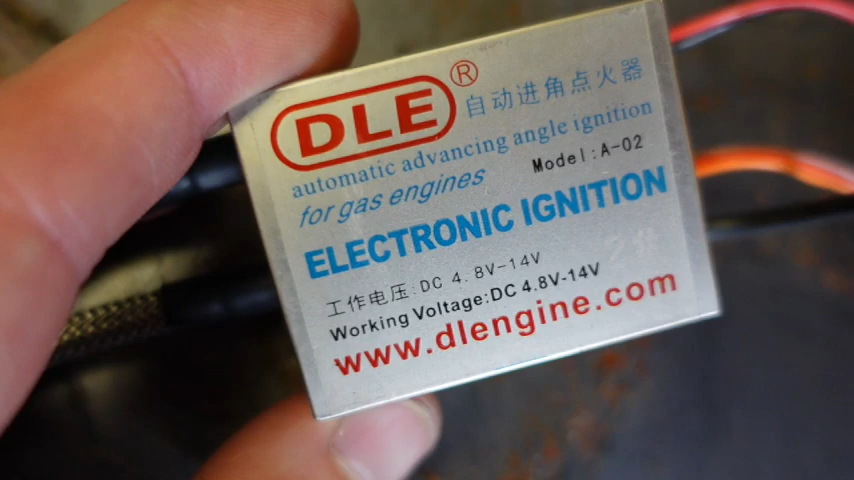 DLE®
自动进角点火器
automatic advancing angle ignition
for gas engines
Model:A-02
ELECTRONIC IGNITION
工作电压:DC 4.8V-14V
Working Voltage:DC 4.8V-14V
www.dlengine.com